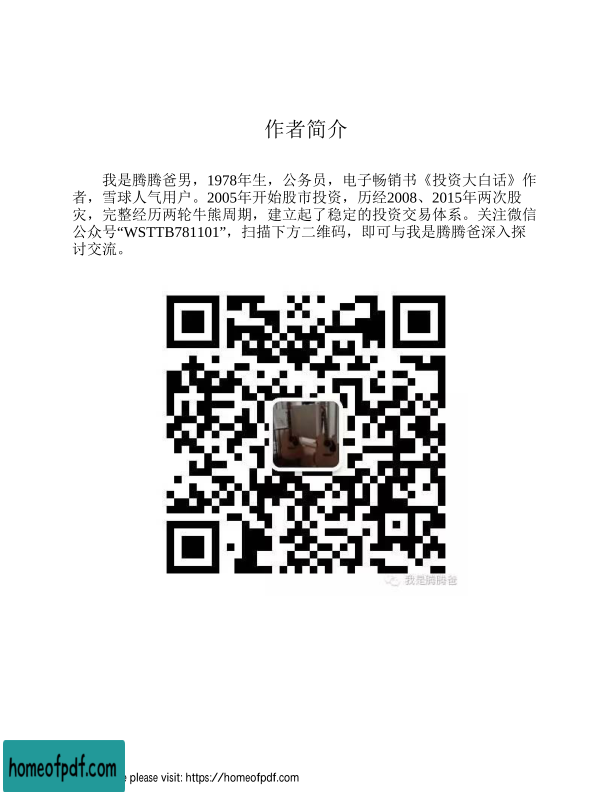 作者简介
我是腾腾爸男，1978年生，公务员，电子畅销书《投资大白话》作
者，雪球人气用户。2005年开始股市投资，历经2008、2015年两次股
灾，完整经历两轮牛熊周期，建立起了稳定的投资交易体系。关注微信
公众号“WSTTB781101”，扫描下方二维码，即可与我是腾腾爸深入探
讨交流。
我是腾腾爸
homeofpdf.com
e please visit: https://homeofpdf.com